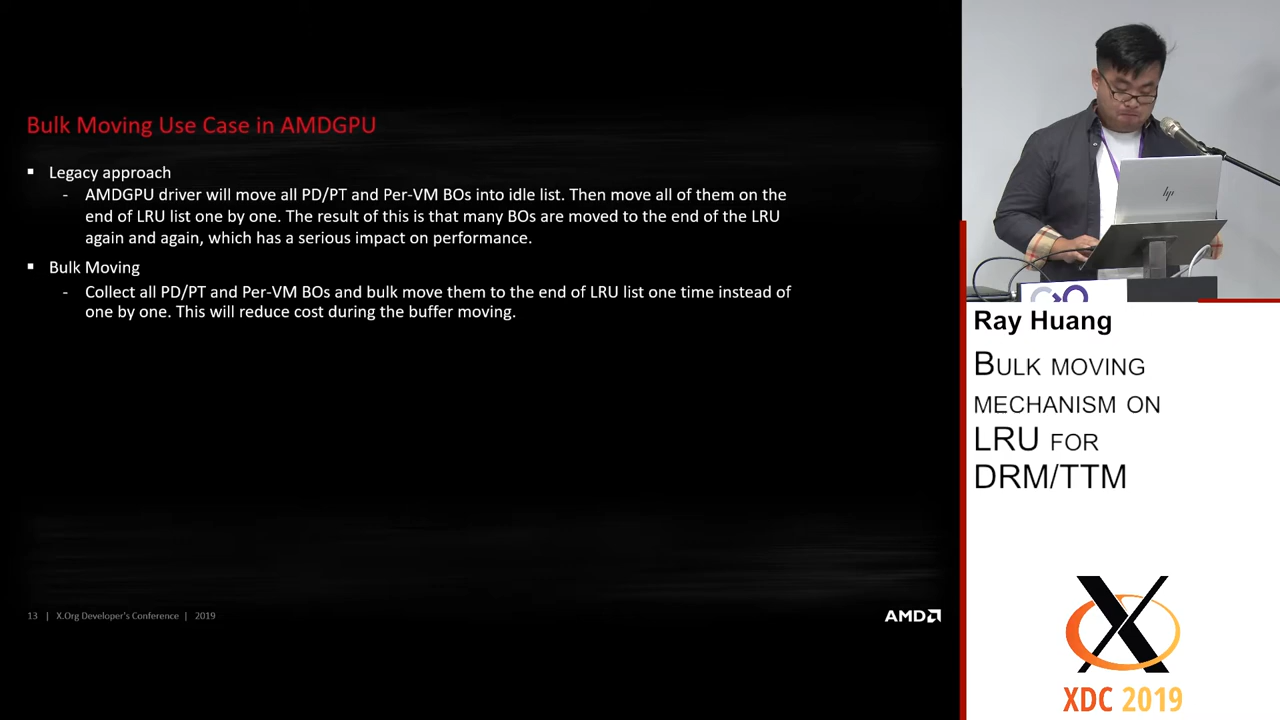 Bulk Moving Use Case in AMDGPU
▪ Legacy approach
- AMDGPU driver will move all PD/PT and Per-VM BOs into idle list. Then move all of them on the
end of LRU list one by one. The result of this is that many BOs are moved to the end of the LRU
again and again, which has a serious impact on performance.
▪ Bulk Moving
- Collect all PD/PT and Per-VM BOs and bulk move them to the end of LRU list one time instead of
one by one. This will reduce cost during the buffer moving.
13 | X.Org Developer's Conference | 2019
AMD
hp
Ray Huang
BULK MOVING
MECHANISM ON
LRU FOR
DRM/TTM
XDC 2019